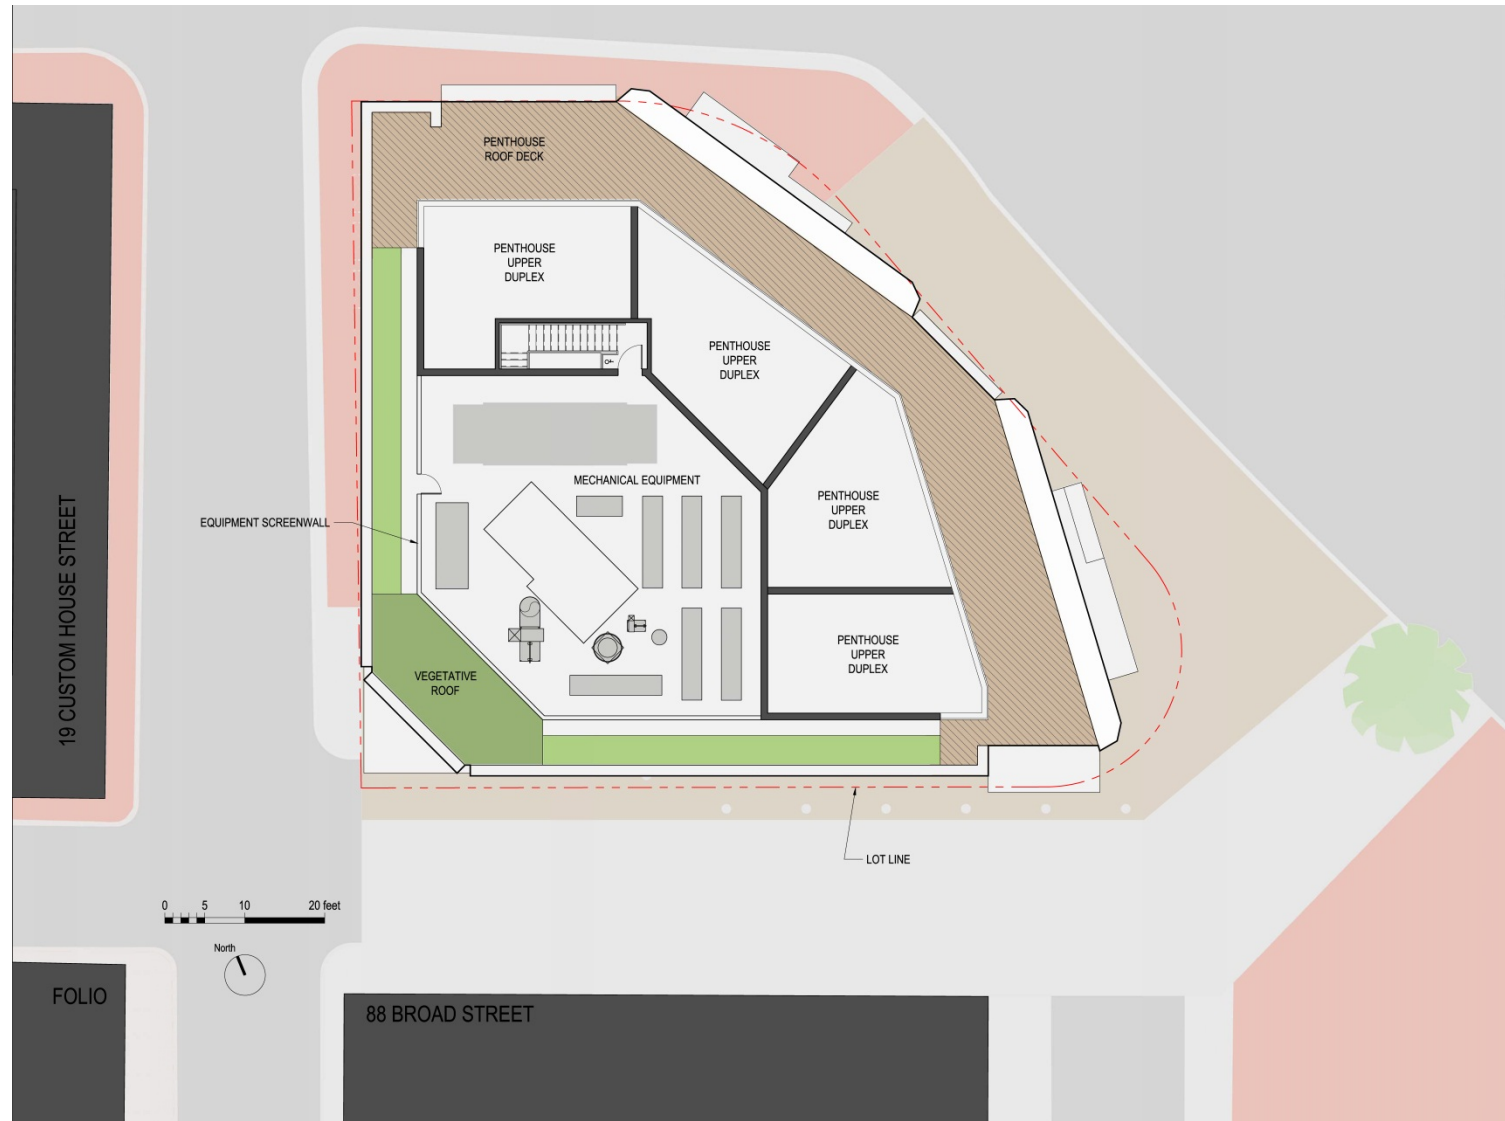 PENTHOUSE
ROOF DECK
PENTHOUSE
UPPER
DUPLEX
PENTHOUSE
UPPER
DUPLEX
MECHANICAL EQUIPMENT
PENTHOUSE
UPPER
DUPLEX
EQUIPMENT SCREENWALL
19 CUSTOM HOUSE STREET
PENTHOUSE
UPPER
DUPLEX
VEGETATIVE
ROOF
LOT LINE
0 5 10 20 feet
North
FOLIO
88 BROAD STREET